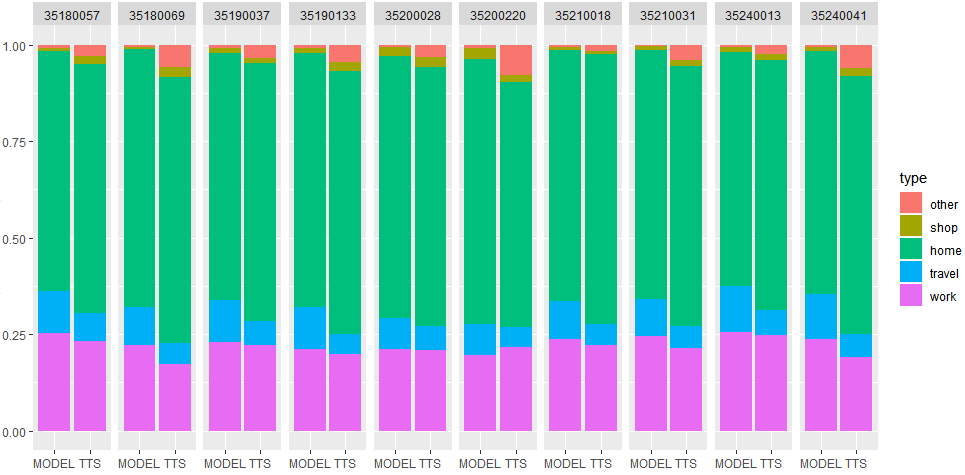 35180057 35180069 35190037 35190133 35200028 35200220 35210018 35210031 35240013 35240041
1.00
0.75
0.50
0.25
0.00
MODEL TTS MODEL TTS MODEL TTS MODEL TTS MODEL TTS MODEL TTS MODEL TTS MODEL TTS MODEL TTS MODEL TTS
type
other
shop
home
travel
work